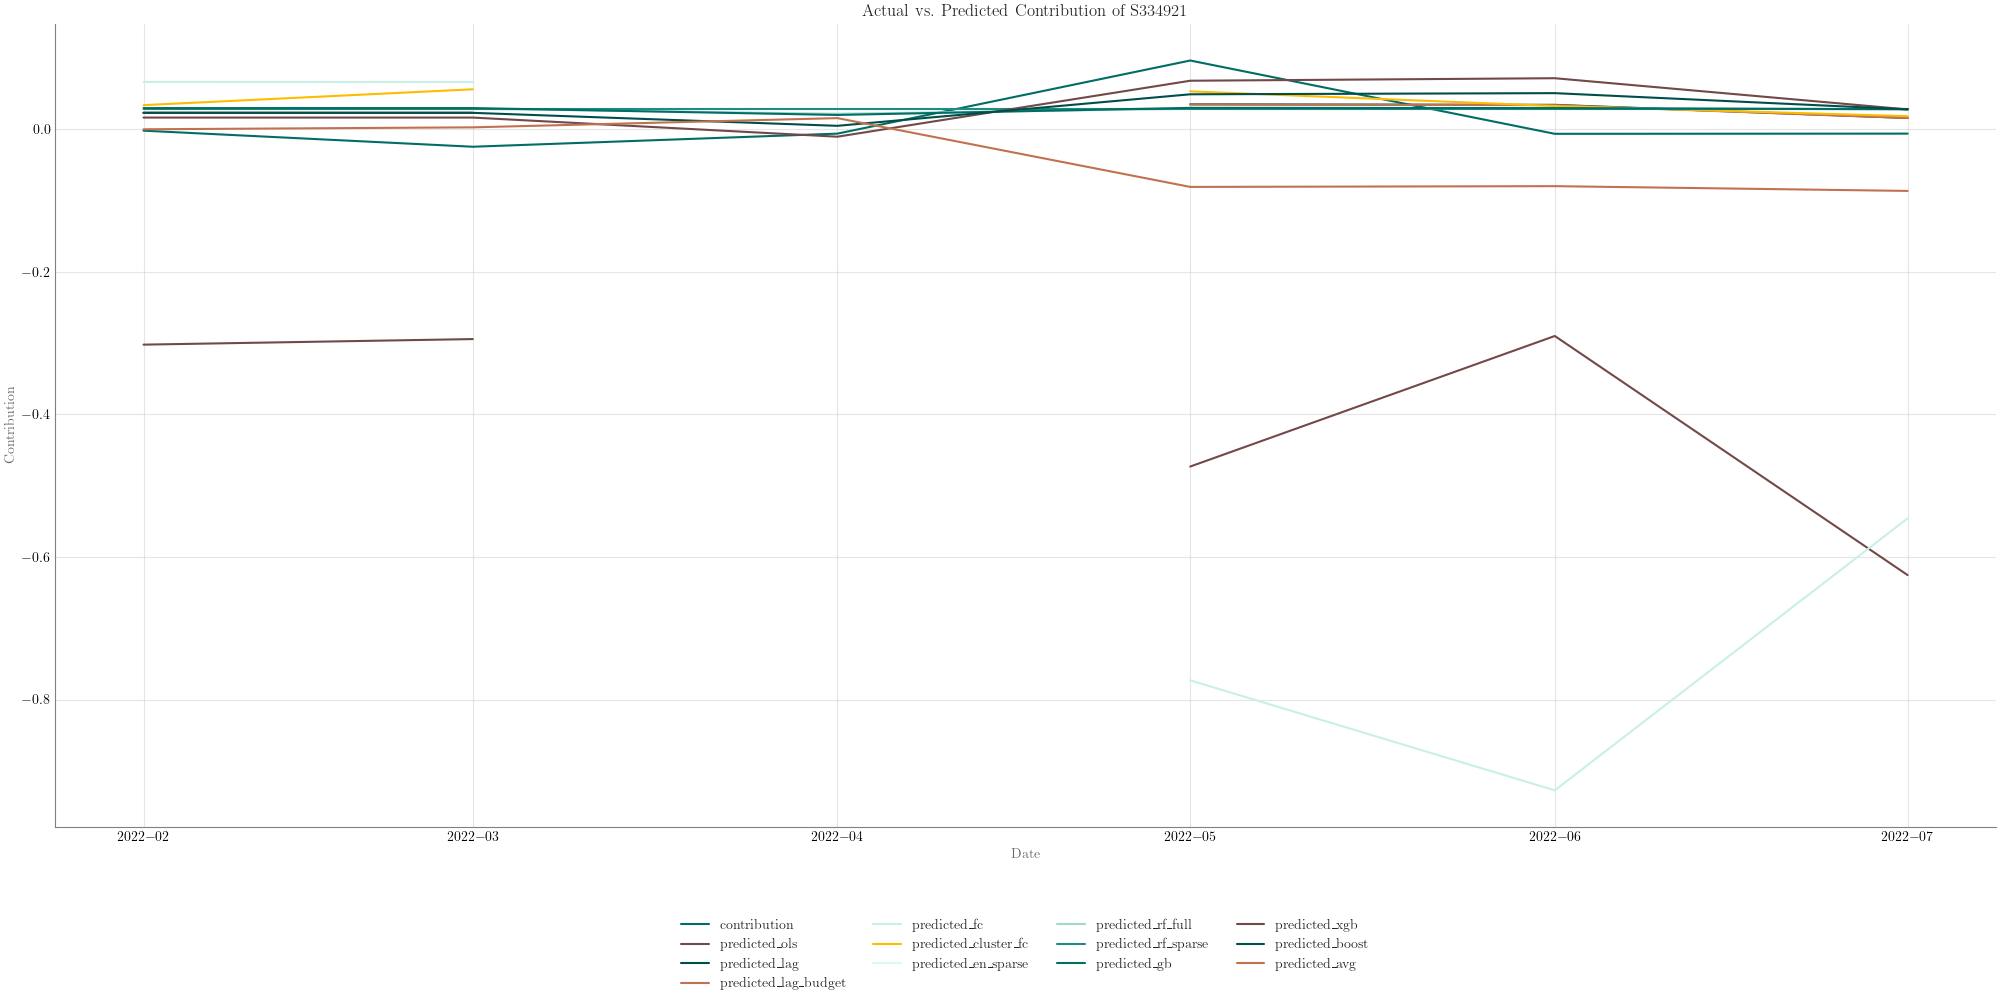 Actual vs. Predicted Contribution of S334921
0.0
−0.2
−0.4
−0.6
−0.8
Contribution
2022−02
2022−03
2022−04
2022−05
2022−06
2022−07
Date
contribution
predicted_ols
predicted_lag
predicted_lag_budget
predicted_fc
predicted_cluster_fc
predicted_en_sparse
predicted_rf_full
predicted_rf_sparse
predicted_gb
predicted_xgb
predicted_boost
predicted_avg